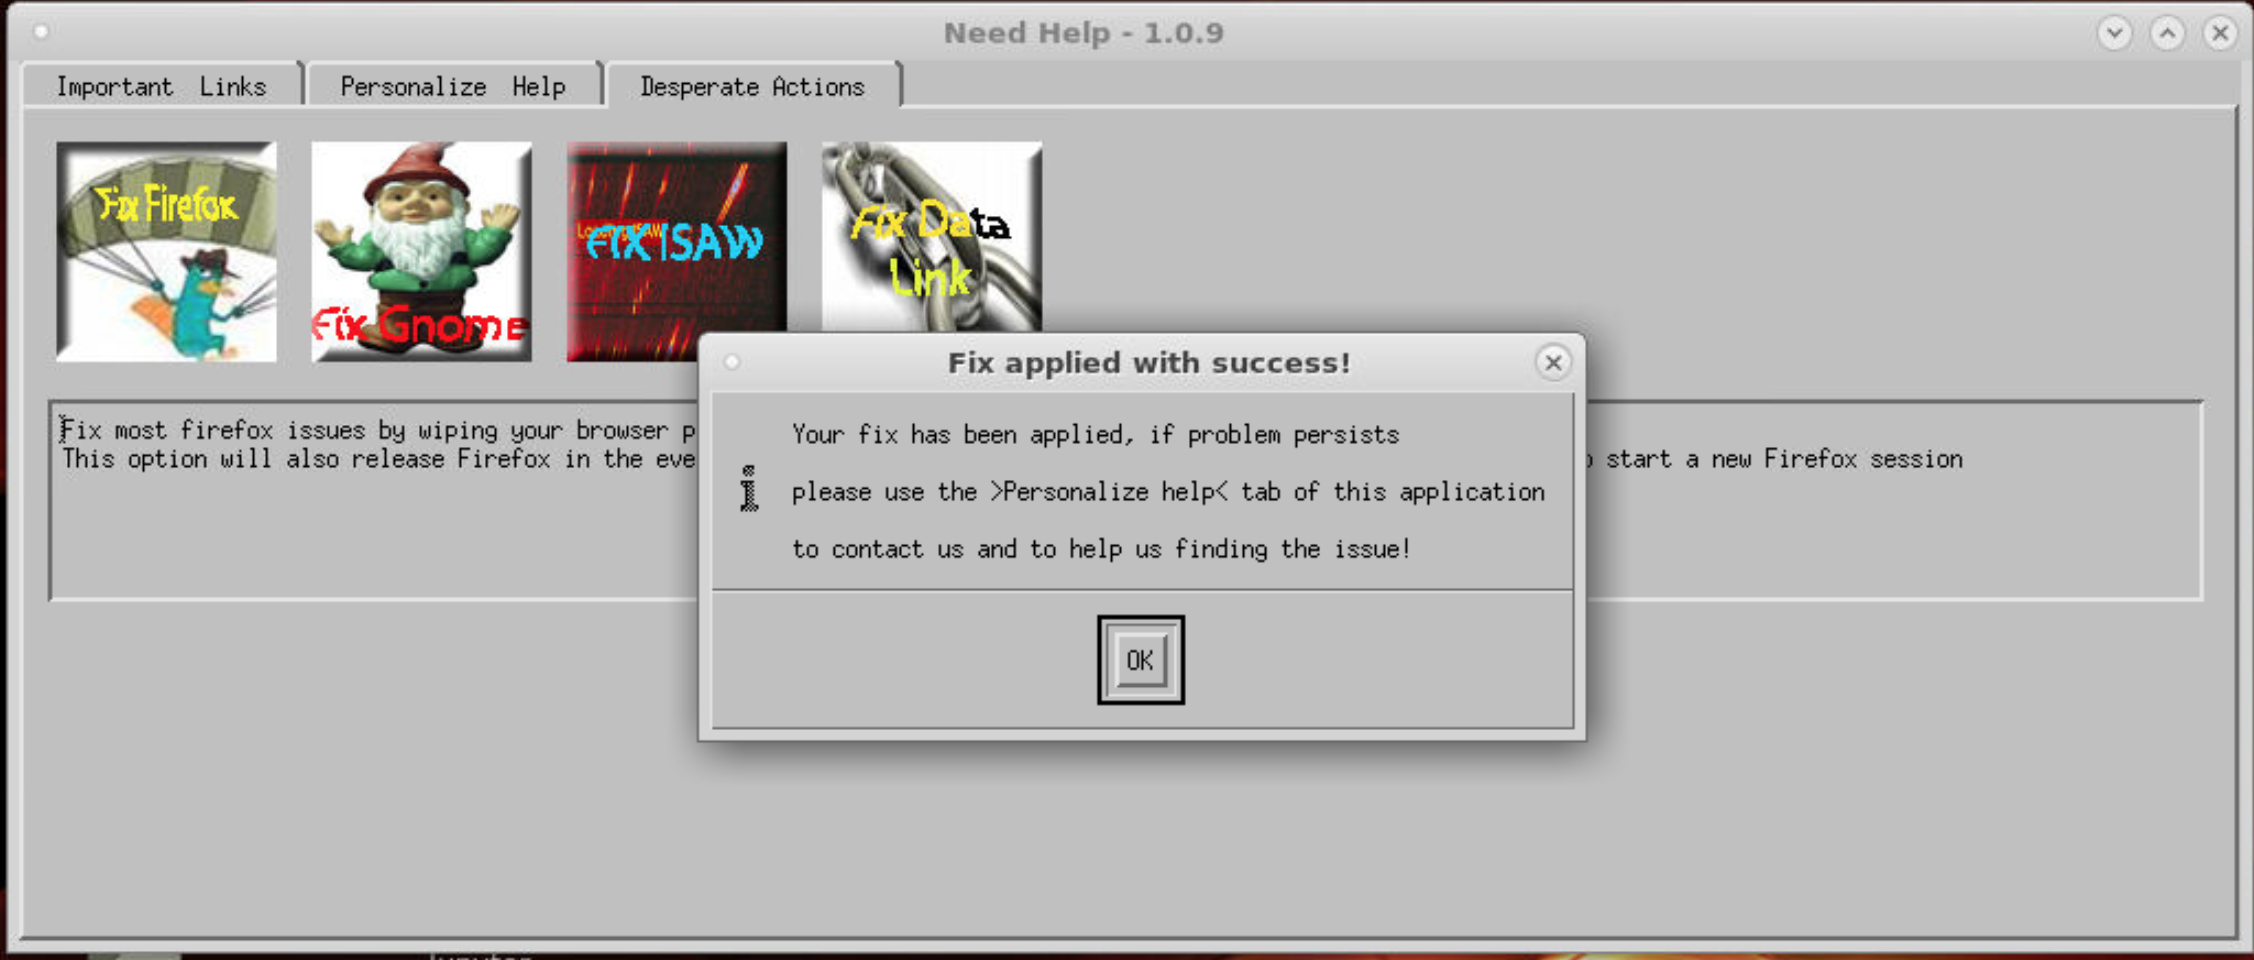 Need Help - 1.0.9
Important Links
Personalize Help
Desperate Actions
Fix Firefox
Fix Gnome
FIX ISAW
Fix Data
Link
Fix most firefox issues by wiping your browser
This option will also release Firefox in the
start a new Firefox session
Fix applied with success!
Your fix has been applied, if problem persists
please use the >Personalize help< tab of this application
to contact us and to help us finding the issue!
OK